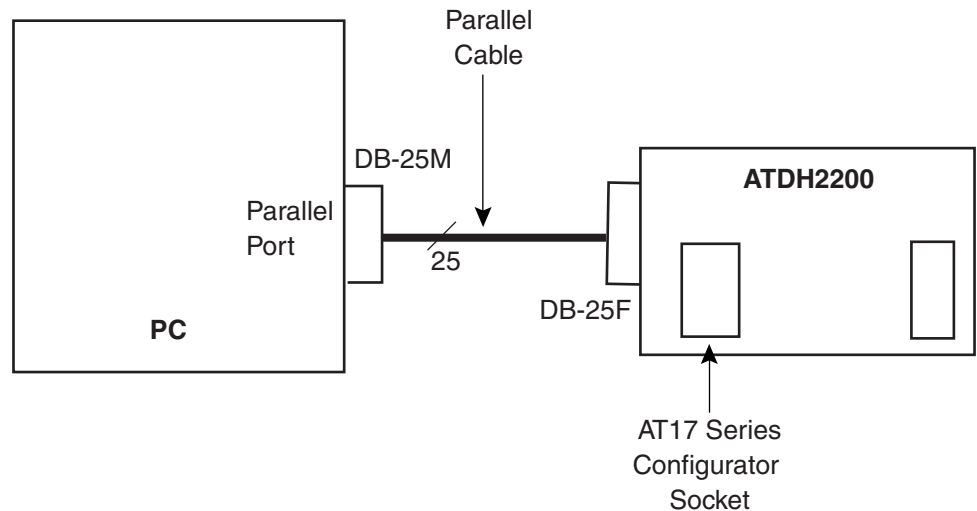 Parallel
Cable
DB-25M
ATDH2200
Parallel
Port
25
DB-25F
PC
AT17 Series
Configurator
Socket